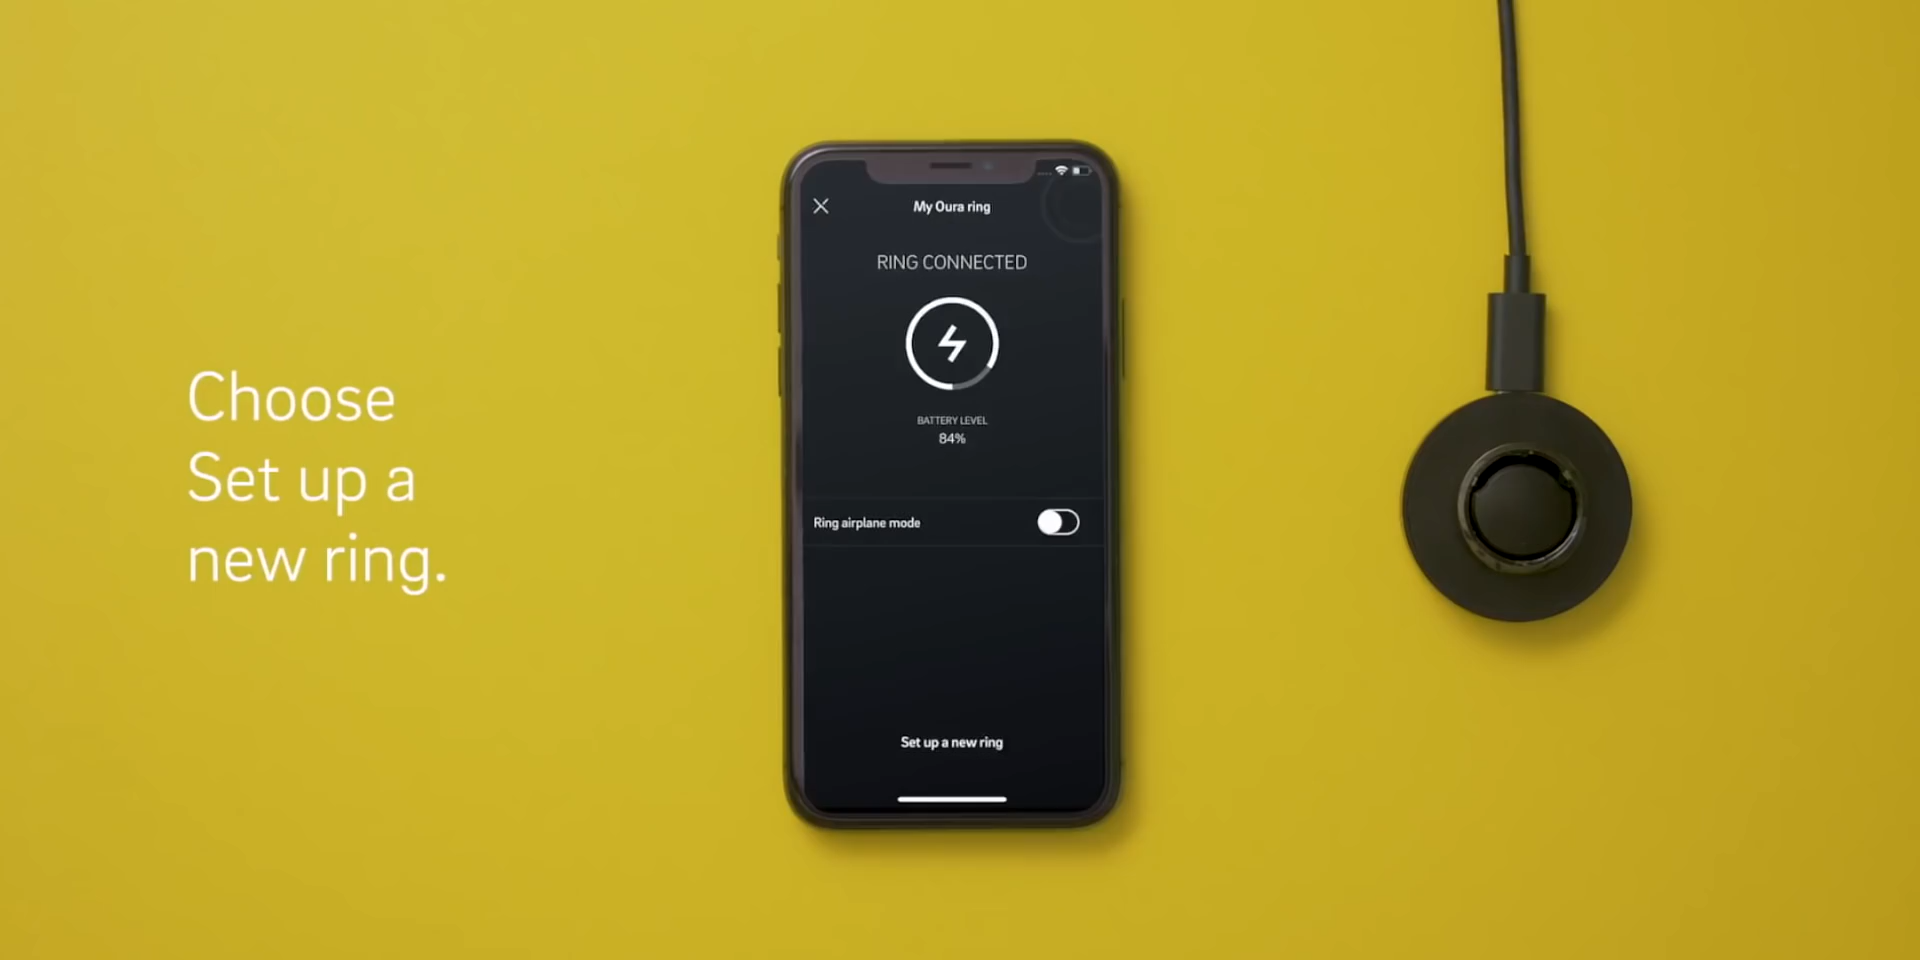 Choose
Set up a
new ring.
My Oura ring
RING CONNECTED
BATTERY LEVEL
84%
Ring airplane mode
Set up a new ring